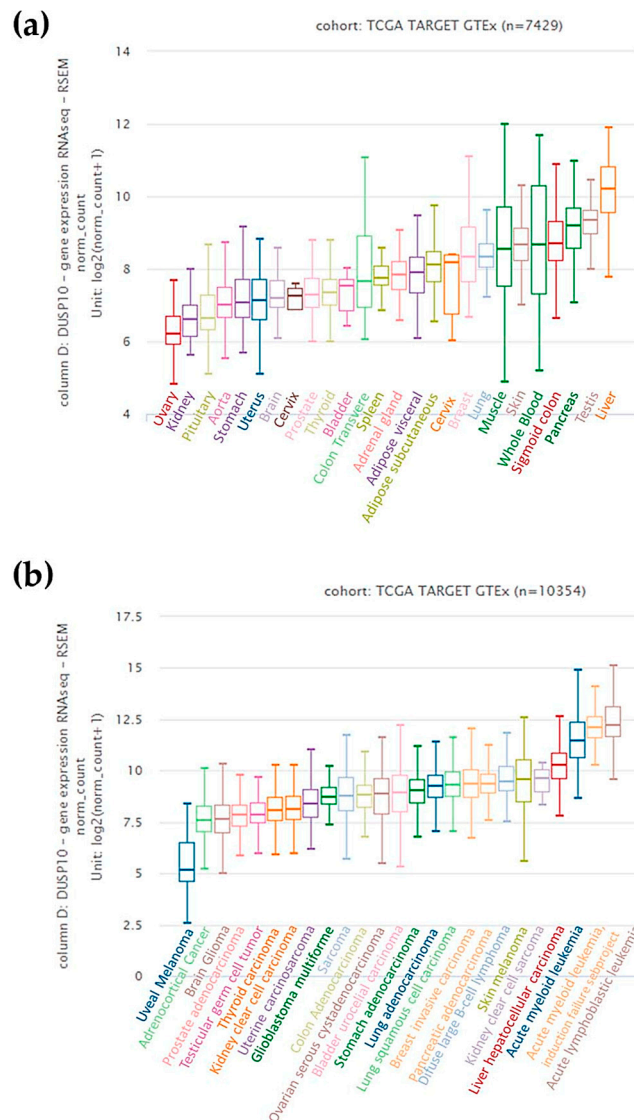 (a)
cohort: TCGA TARGET GTEx (n=7429)
column D: DUSP10 – gene expression RNAseq – RSEM
norm_count
Unit: log2(norm_count+1)
14
12
10
8
6
4
Ovary
Kidney
Pituitary
Aorta
Stomach
Uterus
Brain
Cervix
Prostate
Thyroid
Bladder
Colon Transvere
Spleen
Adrenal gland
Adipose visceral
Adipose subcutaneous
Cervix
Breast
Lung
Muscle
Skin
Whole Blood
Sigmoid colon
Pancreas
Testis
Liver
(b)
cohort: TCGA TARGET GTEx (n=10354)
column D: DUSP10 – gene expression RNAseq – RSEM
norm_count
Unit: log2(norm_count+1)
17.5
15
12.5
10
7.5
5
2.5
0
Uveal Melanoma
Adrenocortical Cancer
Brain Glioma
Prostate adenocarcinoma
Testicular germ cell tumor
Thyroid carcinoma
Kidney clear cell carcinoma
Uterine carcinosarcoma
Glioblastoma multiforme
Sarcoma
Colon Adenocarcinoma
Ovarian serous cystadenocarcinoma
Bladder urocelial carcinoma
Stomach adenocarcinoma
Lung adenocarcinoma
Lung squamous cell carcinoma
Breast invasive carcinoma
Pancreatic adenocarcinoma
Difuse large B-cell lymphoma
Skin melanoma
Kidney clear cell sarcoma
Liver hepatocellular carcinoma
Acute myeloid leukemia
Acute myeloid leukemia,
induction failure subproject
Acute lymphoblastic leukemia